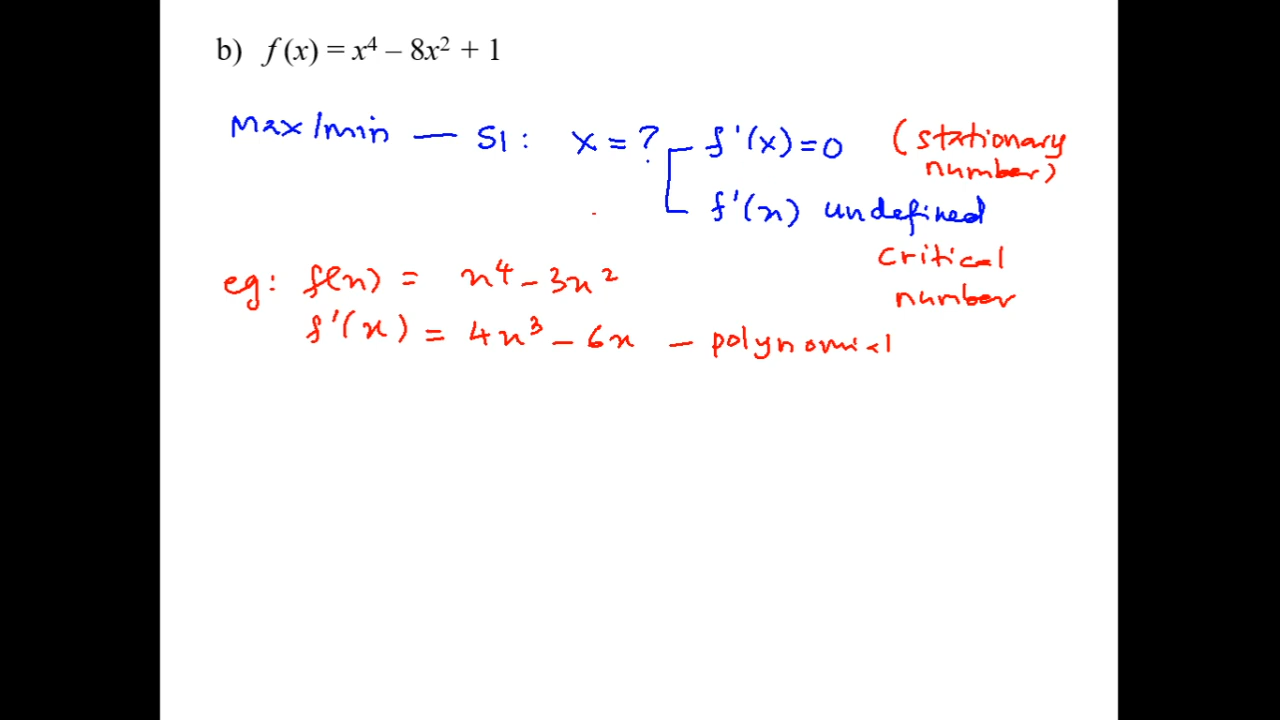 b) f (x) = x⁴ – 8x² + 1
Max/min — S1 : x = ? f'(x) = 0 (stationary
number)
f'(x) undefined
critical
number
eg: f(x) = x⁴ - 3x²
f'(x) = 4x³ - 6x - polynomial